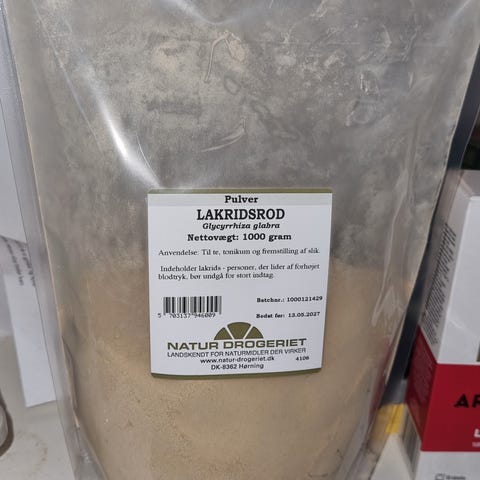 Pulver
LAKRIDSROD
Glycyrrhiza glabra
Nettovægt: 1000 gram
Anvendelse: Til te, tonikum og fremstilling af slik.
Indeholder lakrids - personer, der lider af forhøjet
blodtryk, bør undgå for stort indtag.
Batchnr.: 1000121429
5 703137 946009
Bedst før: 13.05.2027
NATUR DROGERIET
LANDSKENDT FOR NATURMIDLER DER VIRKER
www.natur-drogeriet.dk
4106
DK-8362 Hørning